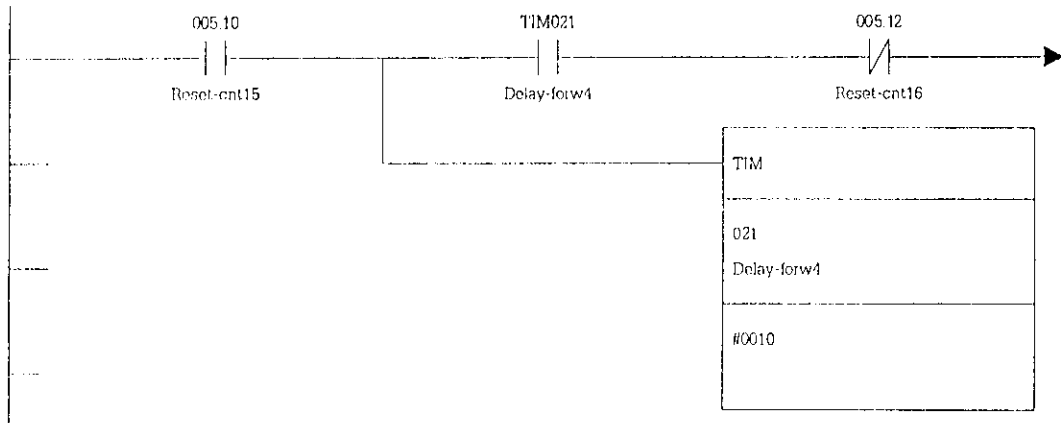 005.10
TIM021
005.12
Reset-cnt15
Delay-forw4
Reset-cnt16
TIM
021
Delay-forw4
#0010